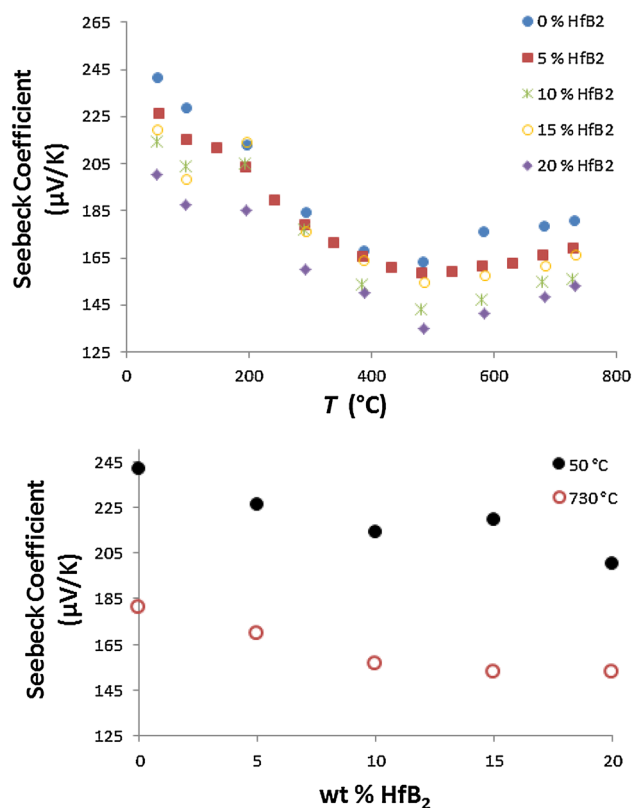 265
245
225
205
185
165
145
125
0
200
400
600
800
Seebeck Coefficient
(µV/K)
T (°C)
0 % HfB2
5 % HfB2
10 % HfB2
15 % HfB2
20 % HfB2
245
225
205
185
165
145
125
0
5
10
15
20
Seebeck Coefficient
(µV/K)
wt % HfB₂
50 °C
730 °C